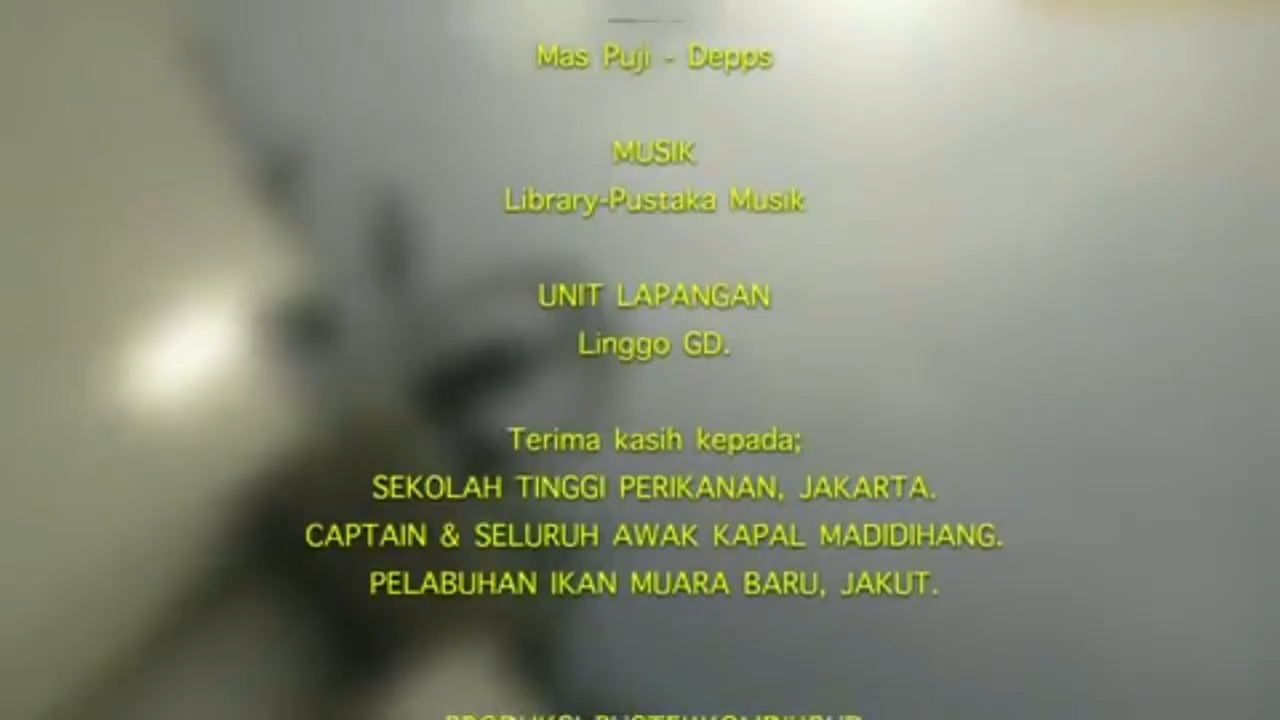 Mas Puji - Depps
MUSIK
Library-Pustaka Musik
UNIT LAPANGAN
Linggo GD.
Terima kasih kepada;
SEKOLAH TINGGI PERIKANAN, JAKARTA.
CAPTAIN & SELURUH AWAK KAPAL MADIDIHANG.
PELABUHAN IKAN MUARA BARU, JAKUT.